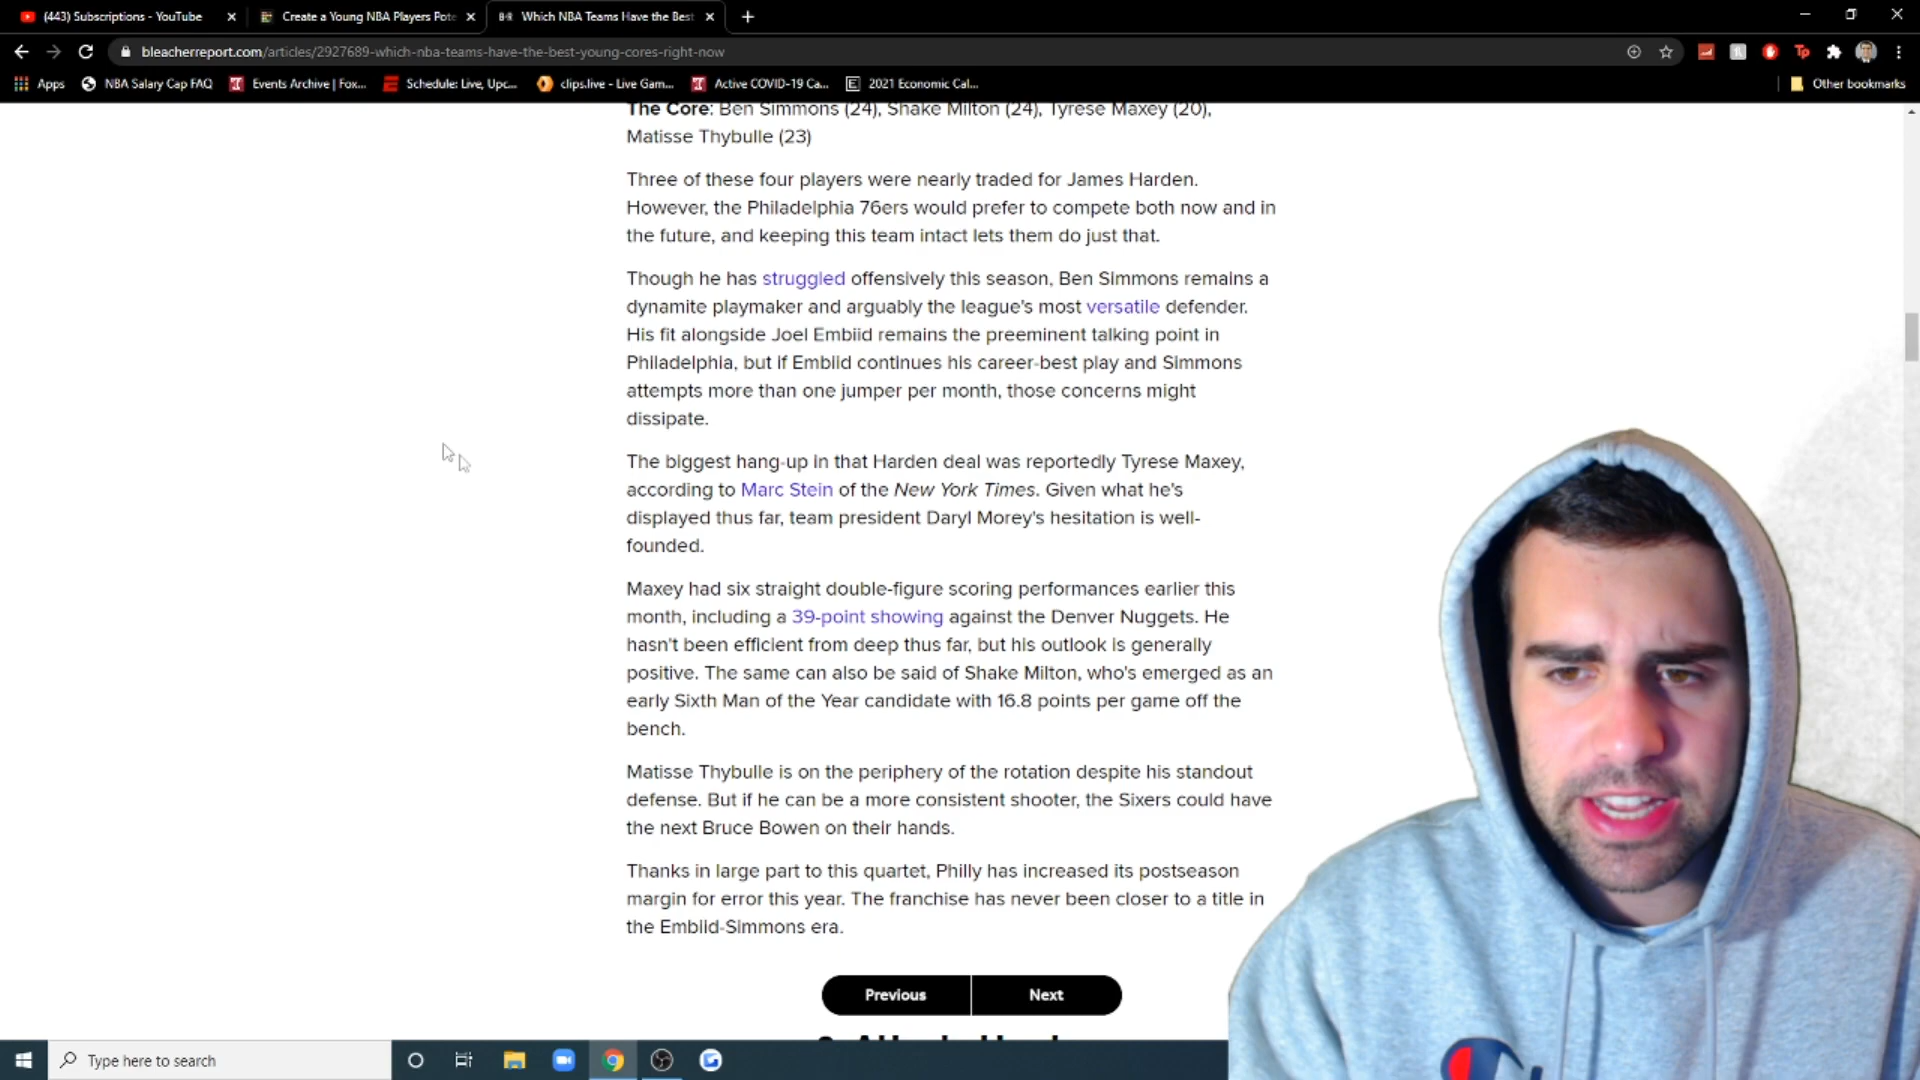 (443) Subscriptions - YouTube
Create a Young NBA Players Pote
B/R Which NBA Teams Have the Best
bleacherreport.com/articles/2927689-which-nba-teams-have-the-best-young-cores-right-now
Apps NBA Salary Cap FAQ Events Archive | Fox... Schedule: Live, Upc... clips.live - Live Gam... Active COVID-19 Ca... 2021 Economic Cal... Other bookmarks
The Core: Ben Simmons (24), Shake Milton (24), Tyrese Maxey (20),
Matisse Thybulle (23)
Three of these four players were nearly traded for James Harden.
However, the Philadelphia 76ers would prefer to compete both now and in
the future, and keeping this team intact lets them do just that.
Though he has struggled offensively this season, Ben Simmons remains a
dynamite playmaker and arguably the league's most versatile defender.
His fit alongside Joel Embiid remains the preeminent talking point in
Philadelphia, but if Embiid continues his career-best play and Simmons
attempts more than one jumper per month, those concerns might
dissipate.
The biggest hang-up in that Harden deal was reportedly Tyrese Maxey,
according to Marc Stein of the New York Times. Given what he's
displayed thus far, team president Daryl Morey's hesitation is well-
founded.
Maxey had six straight double-figure scoring performances earlier this
month, including a 39-point showing against the Denver Nuggets. He
hasn't been efficient from deep thus far, but his outlook is generally
positive. The same can also be said of Shake Milton, who's emerged as an
early Sixth Man of the Year candidate with 16.8 points per game off the
bench.
Matisse Thybulle is on the periphery of the rotation despite his standout
defense. But if he can be a more consistent shooter, the Sixers could have
the next Bruce Bowen on their hands.
Thanks in large part to this quartet, Philly has increased its postseason
margin for error this year. The franchise has never been closer to a title in
the Embiid-Simmons era.
Previous Next
Type here to search